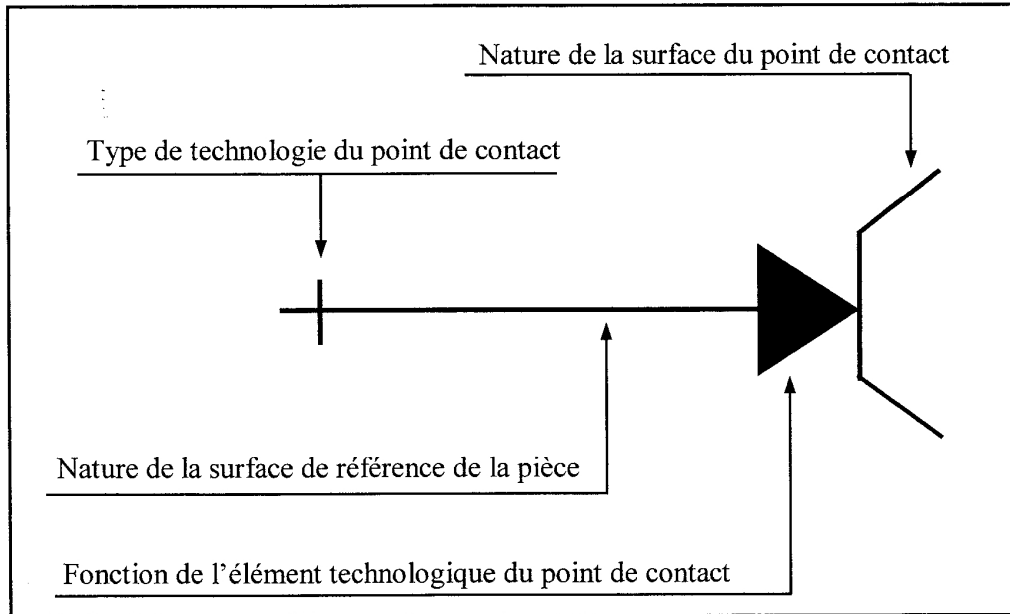 Nature de la surface du point de contact
Type de technologie du point de contact
Nature de la surface de référence de la pièce
Fonction de l'élément technologique du point de contact